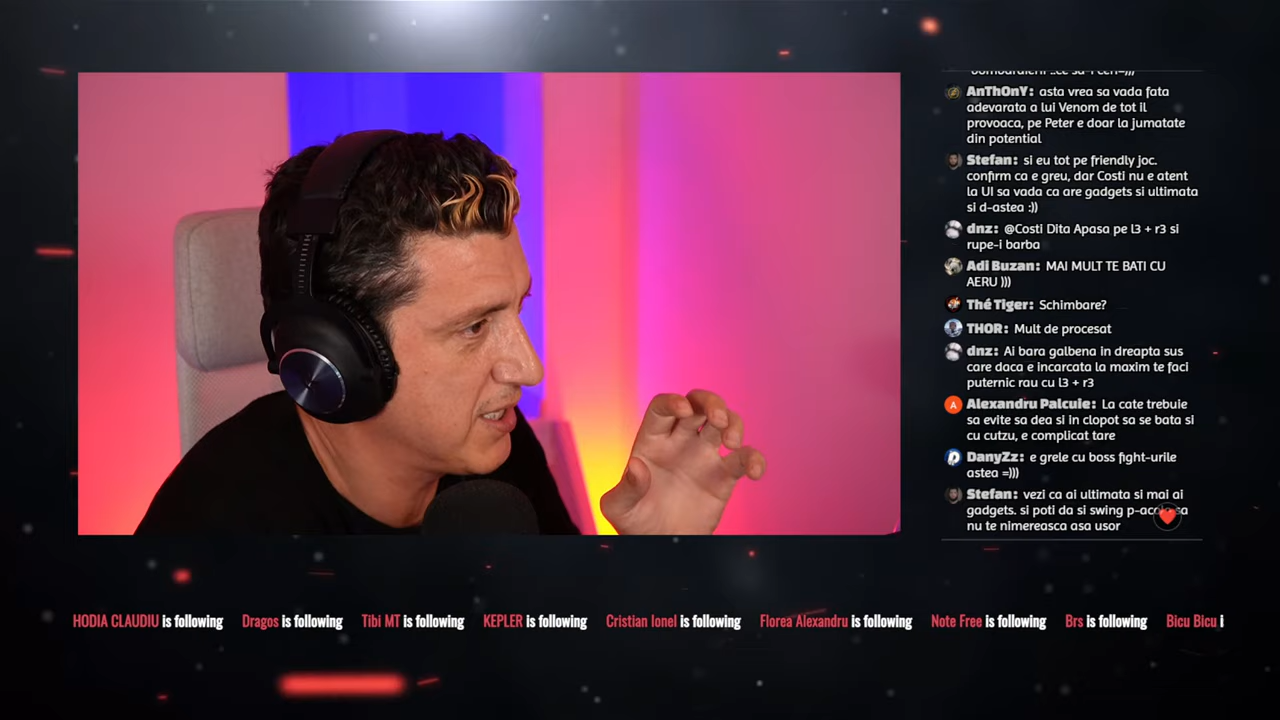 AnThOnY: asta vrea sa vada fata
adevarata a lui Venom de tot il
provoaca, pe Peter e doar la jumatate
din potential
Stefan: si eu tot pe friendly joc.
confirm ca e greu, dar Costi nu e atent
la UI sa vada ca are gadgets si ultimata
si d-astea :))
dnz: @Costi Dita Apasa pe l3 + r3 si
rupe-i barba
Adi Buzan: MAI MULT TE BATI CU
AERU )))
Thé Tiger: Schimbare?
THOR: Mult de procesat
dnz: Ai bara galbena in dreapta sus
care daca e incarcata la maxim te faci
puternic rau cu l3 + r3
A Alexandru Palcuie: La cate trebuie
sa evite sa dea si in clopot sa se bata si
cu cutzu, e complicat tare
DanyZz: e grele cu boss fight-urile
astea =)))
Stefan: vezi ca ai ultimata si mai ai
gadgets. si poti da si swing sa
nu te nimereasca asa usor
HODIA CLAUDIU is following Dragos is following Tibi MT is following KEPLER is following Cristian Ionel is following Florea Alexandru is following Note Free is following Brs is following Bicu Bicu i